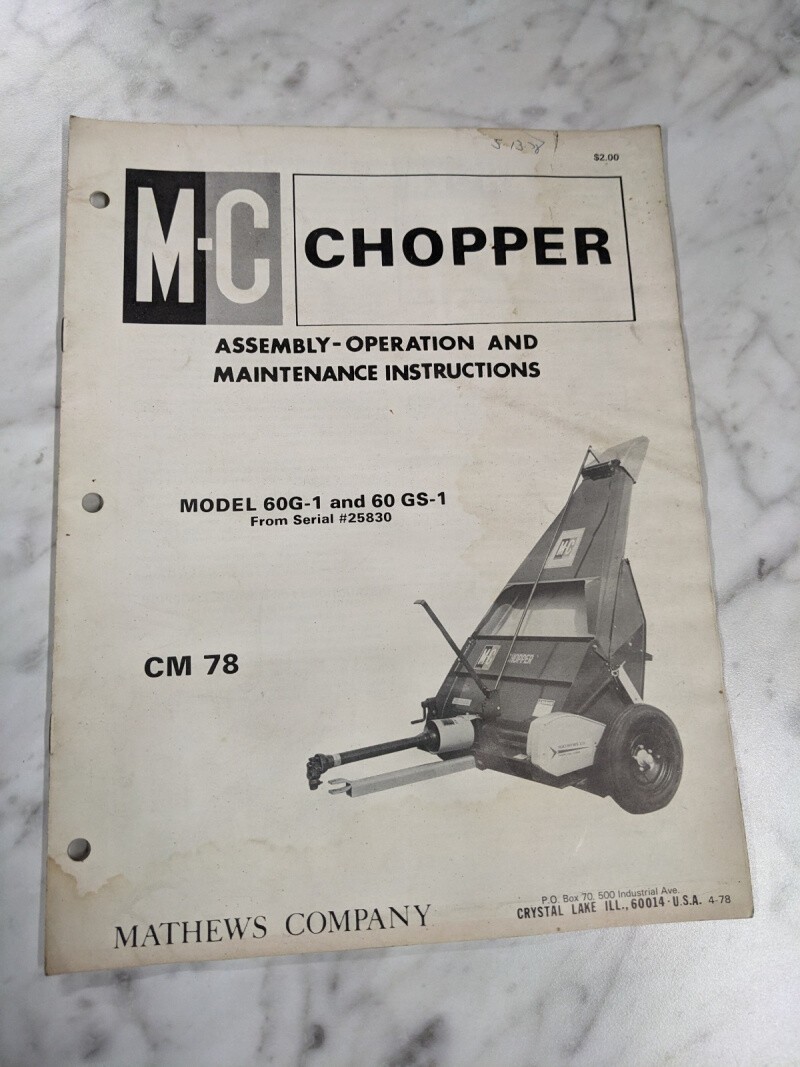 5-13-78
$2.00
M-C
CHOPPER
ASSEMBLY-OPERATION AND
MAINTENANCE INSTRUCTIONS
MODEL 60G-1 and 60 GS-1
From Serial #25830
M-C
CM 78
M-C CHOPPER
MATHEWS COMPANY
P.O. Box 70, 500 Industrial Ave.
CRYSTAL LAKE ILL., 60014 · U.S.A. 4-78